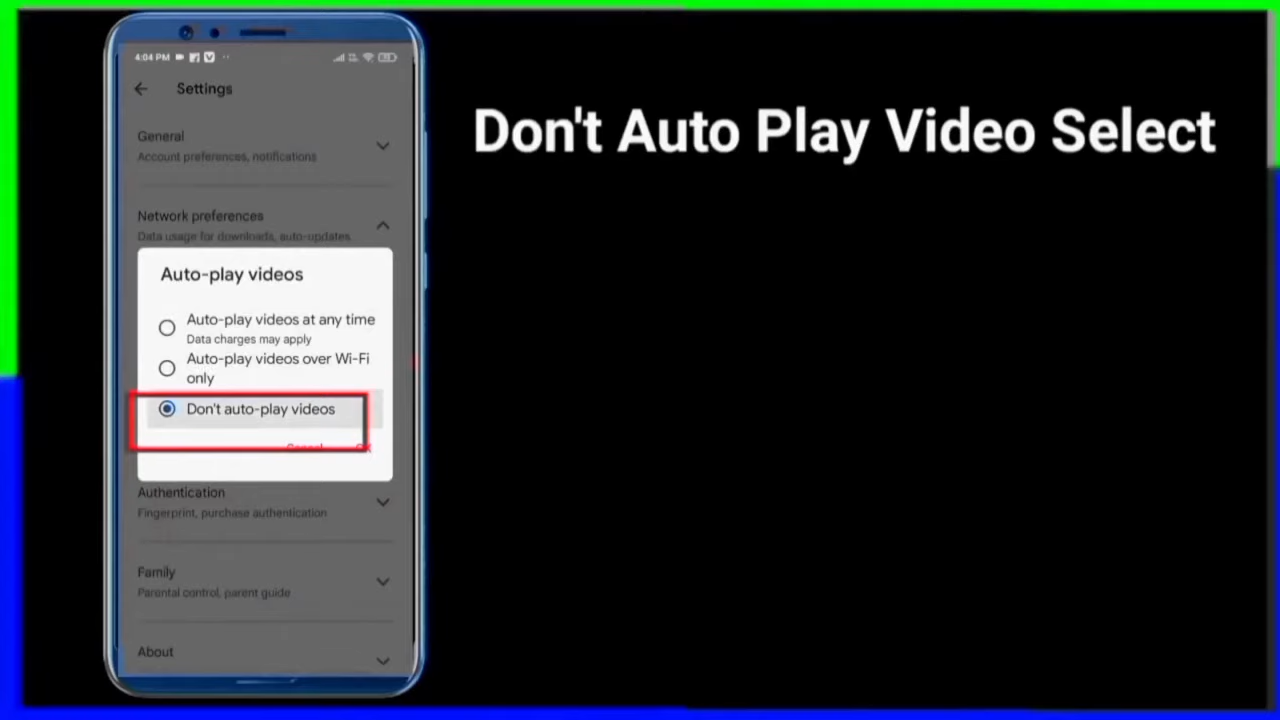 4:04 PM
Settings
Don't Auto Play Video Select
General
Account preferences, notifications
Network preferences
Data usage for downloads, auto-updates
Auto-play videos
Auto-play videos at any time
Data charges may apply
Auto-play videos over Wi-Fi
only
Don't auto-play videos
Cancel OK
Authentication
Fingerprint, purchase authentication
Family
Parental control, parent guide
About